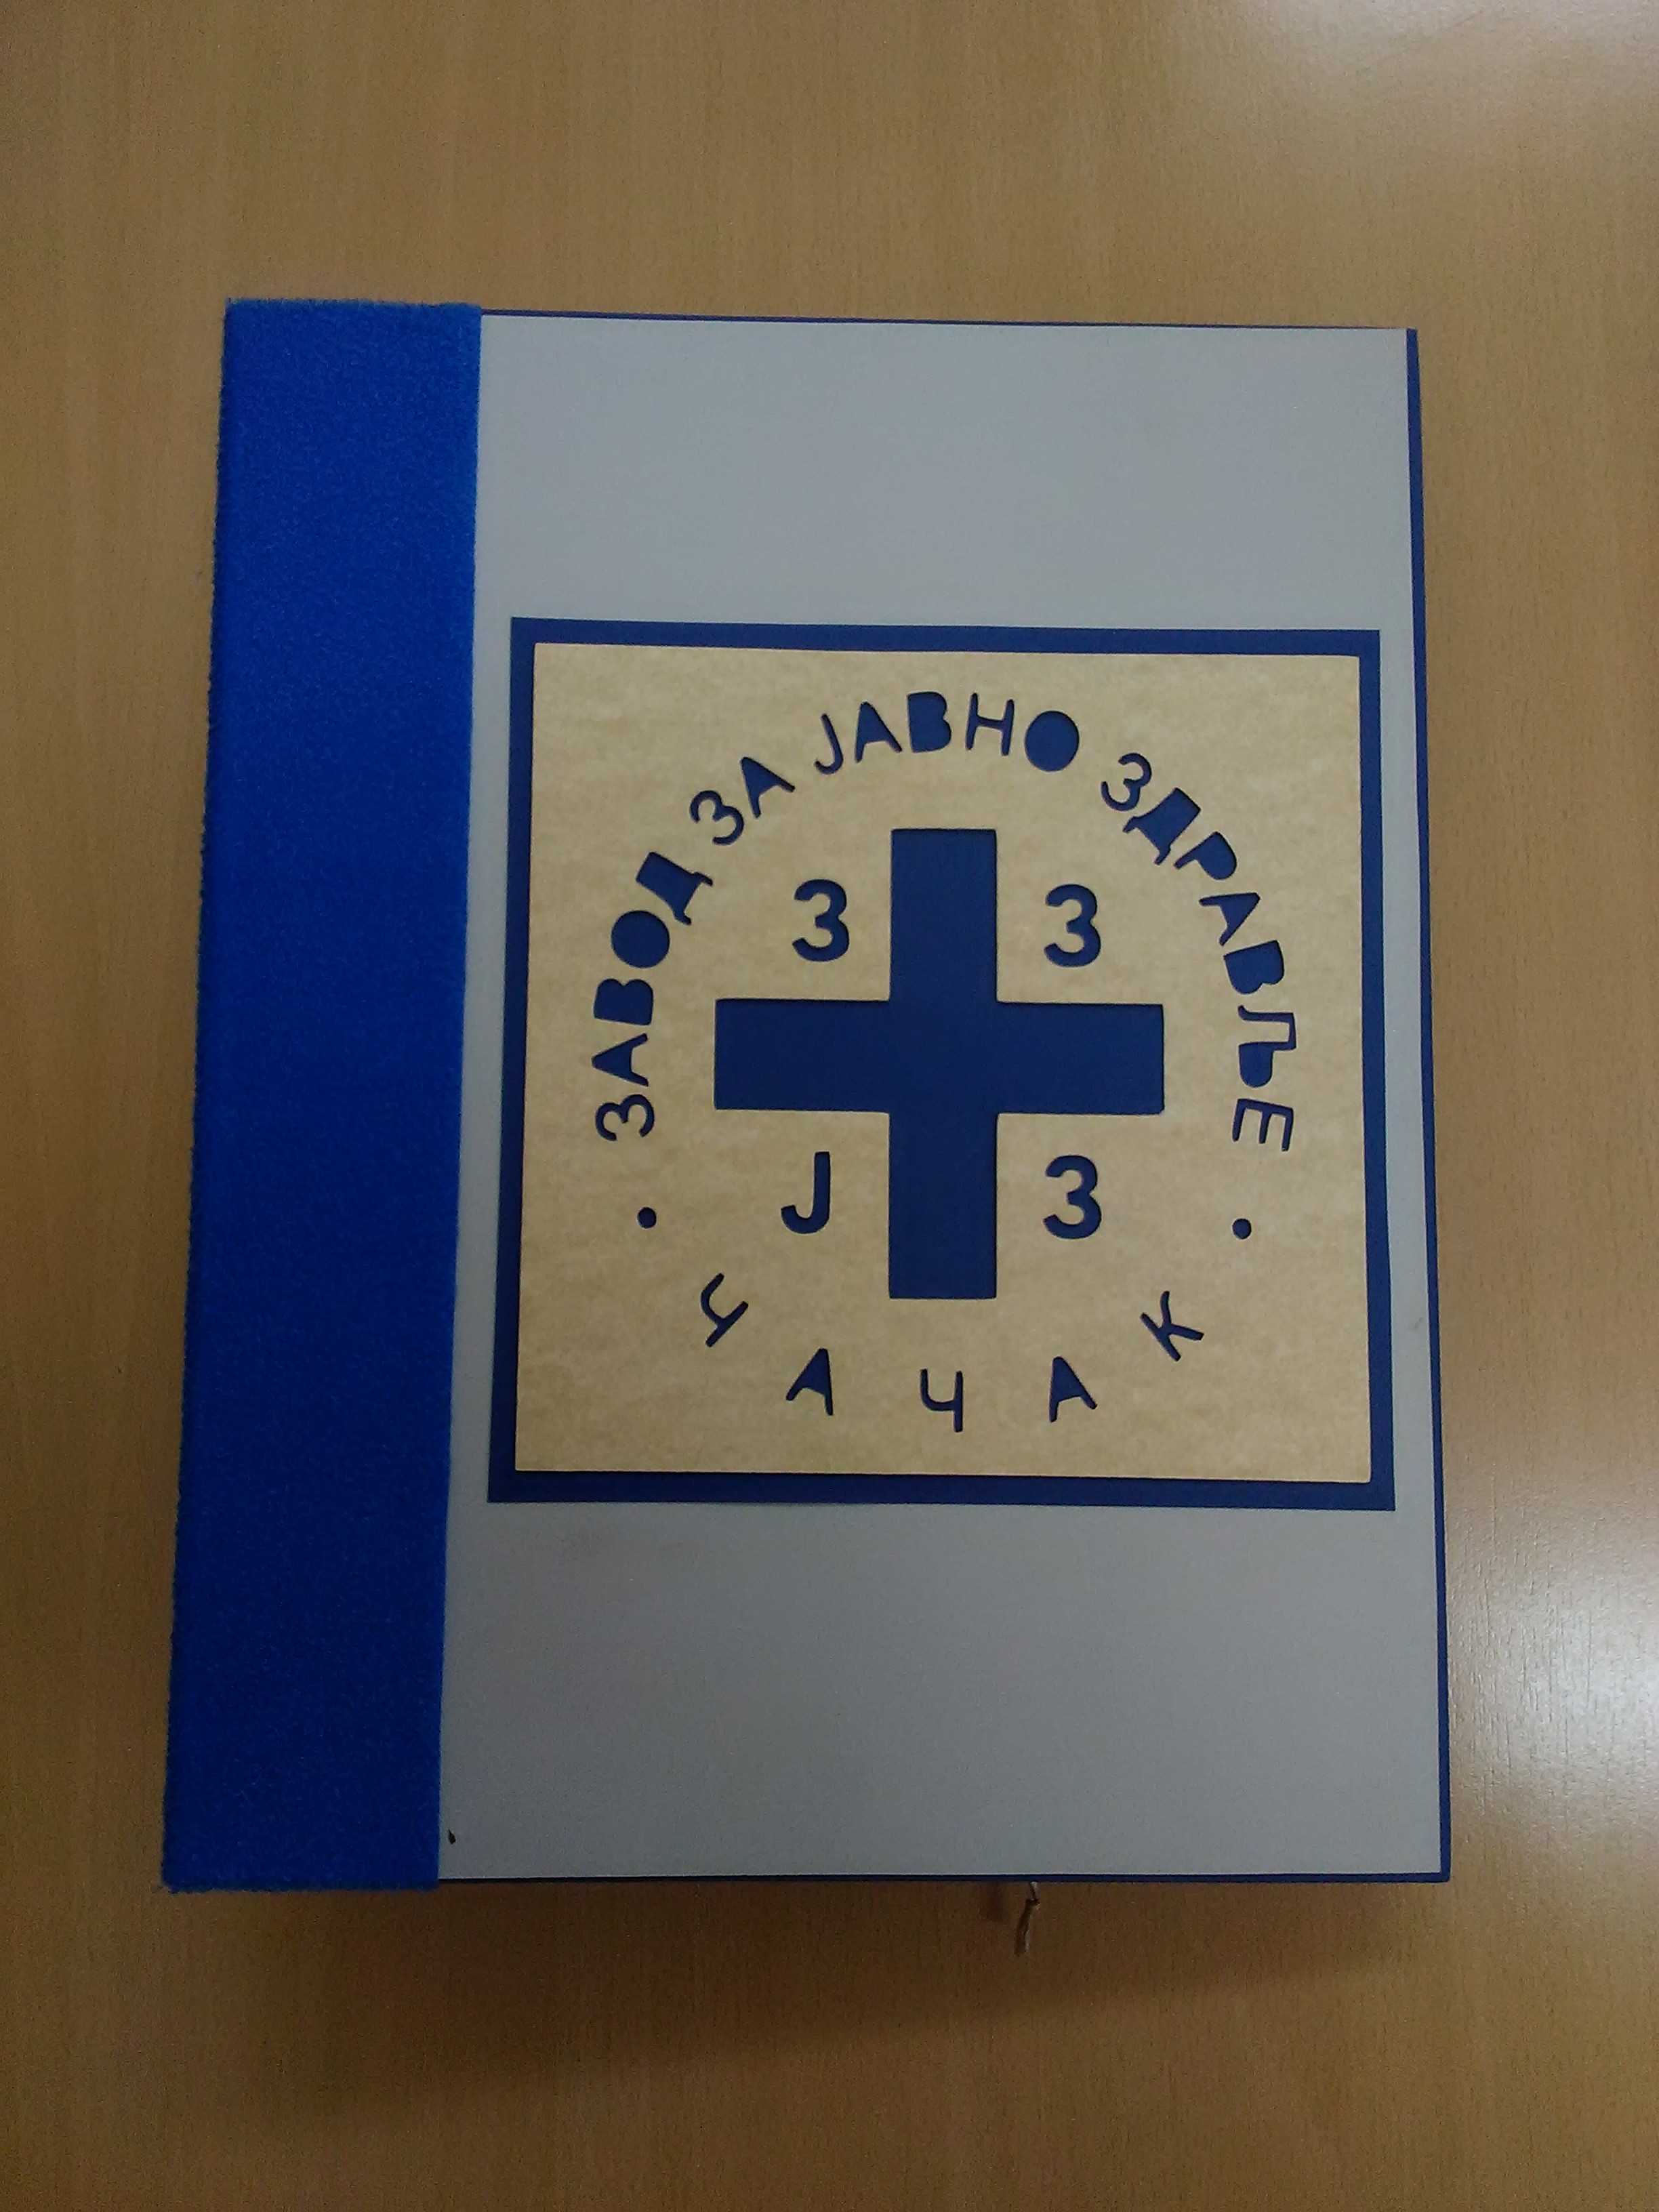 • ЗАВОД ЗА ЈАВНО ЗДРАВЉЕ •
З З
Ј З
ЧАЧАК